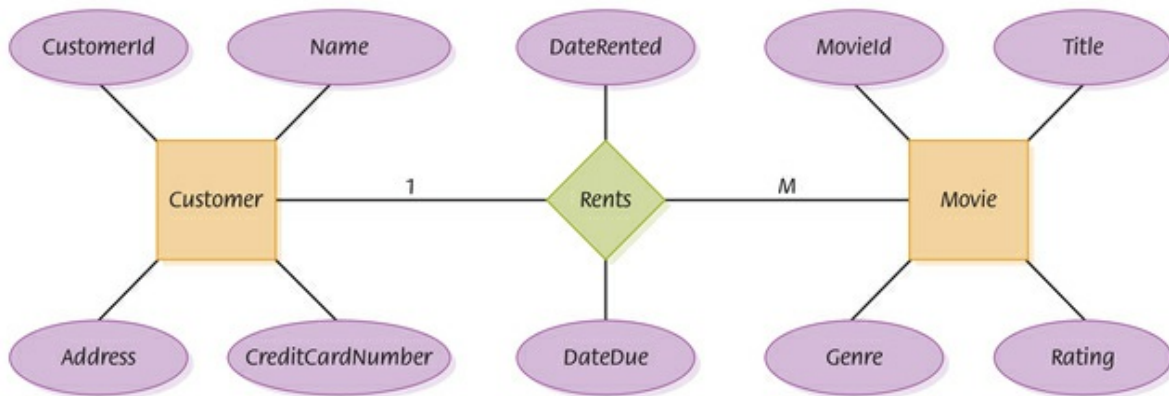 CustomerId
Name
DateRented
MovieId
Title
Customer
1
Rents
M
Movie
Address
CreditCardNumber
DateDue
Genre
Rating